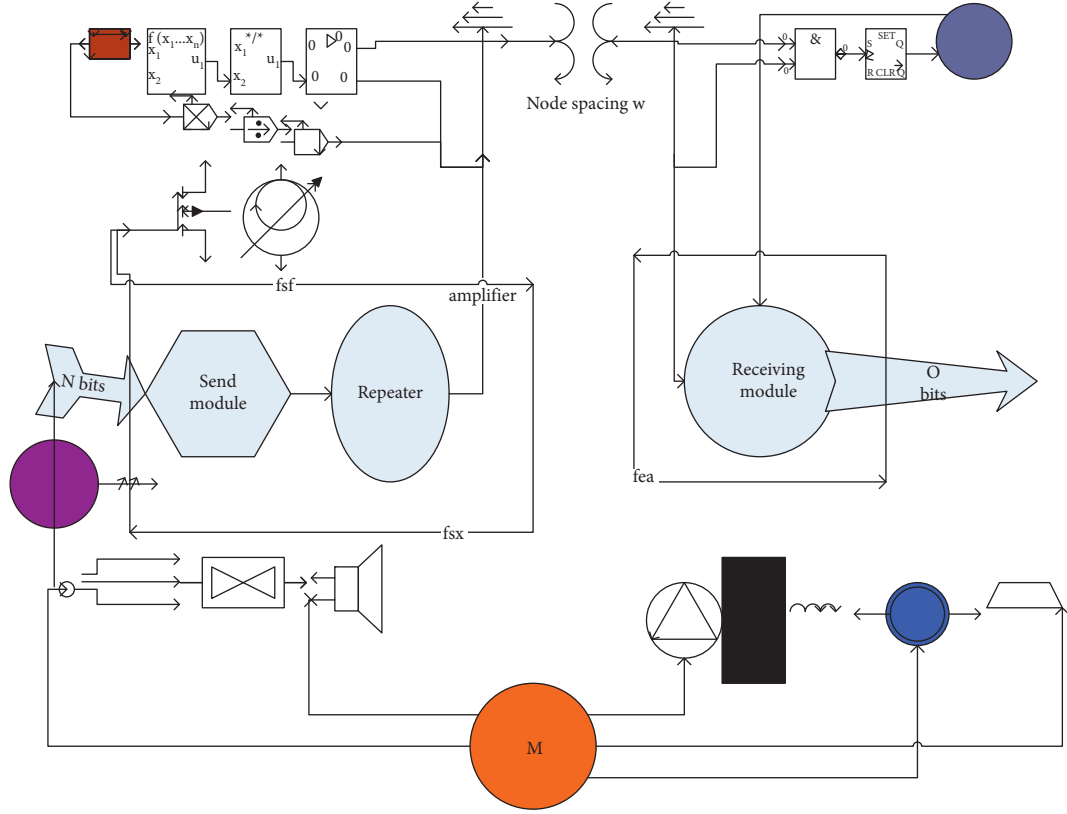 f (x1...xn)
x1
u1
x2
x1*/*
u1
x2
0
0
0
0
0
Node spacing w
0
0
&
0
SET
S Q
R CLR Q
fsf
amplifier
N bits
Send
module
Repeater
Receiving
module
O
bits
fea
fsx
M